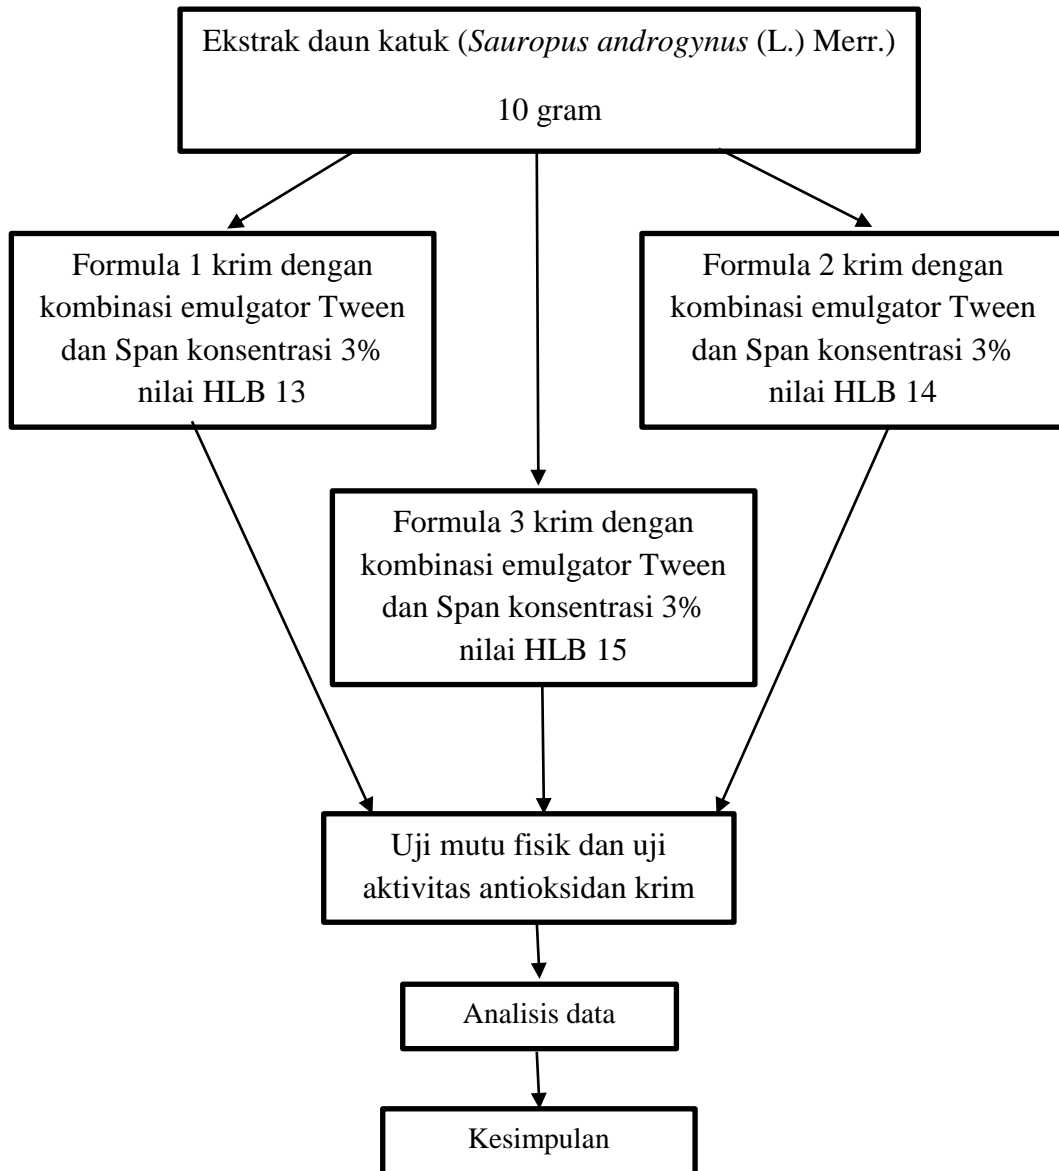 Ekstrak daun katuk (Sauropus androgynus (L.) Merr.)
10 gram
Formula 1 krim dengan
kombinasi emulgator Tween
dan Span konsentrasi 3%
nilai HLB 13
Formula 2 krim dengan
kombinasi emulgator Tween
dan Span konsentrasi 3%
nilai HLB 14
Formula 3 krim dengan
kombinasi emulgator Tween
dan Span konsentrasi 3%
nilai HLB 15
Uji mutu fisik dan uji
aktivitas antioksidan krim
Analisis data
Kesimpulan